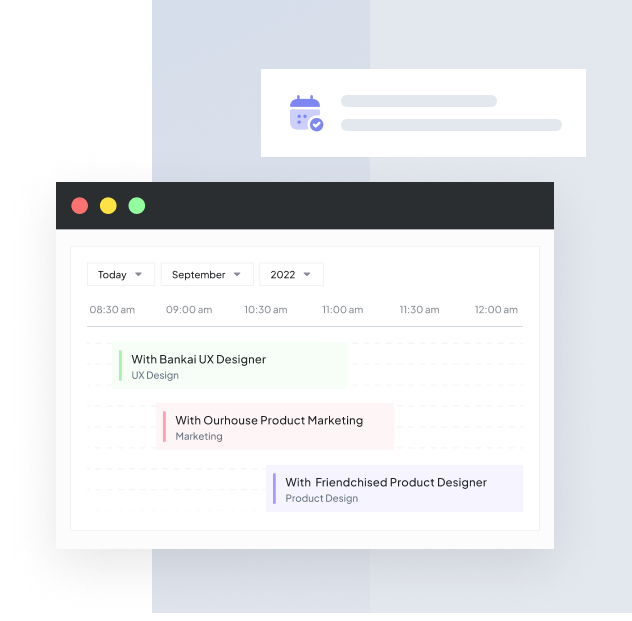 Today September 2022
08:30 am 09:00 am 10:30 am 11:00 am 11:30 am 12:00 am
With Bankai UX Designer
UX Design
With Ourhouse Product Marketing
Marketing
With Friendchised Product Designer
Product Design